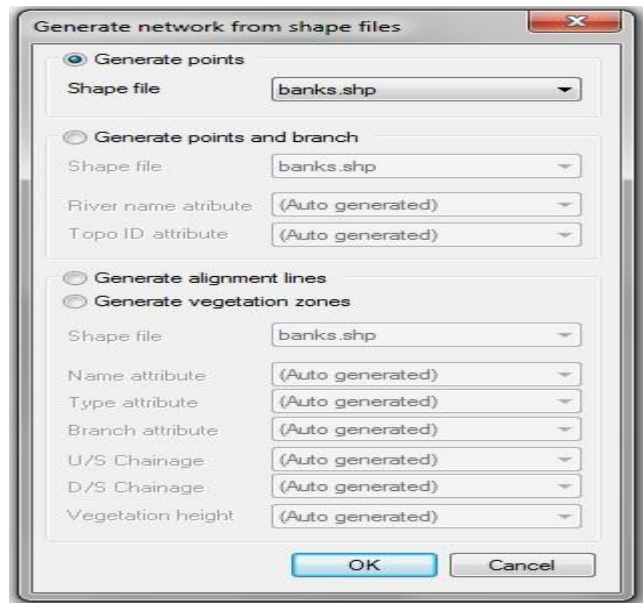 Generate network from shape files
Generate points
Shape file banks.shp
Generate points and branch
Shape file banks.shp
River name atribute (Auto generated)
Topo ID attribute (Auto generated)
Generate alignment lines
Generate vegetation zones
Shape file banks.shp
Name attribute (Auto generated)
Type attribute (Auto generated)
Branch attribute (Auto generated)
U/S Chainage (Auto generated)
D/S Chainage (Auto generated)
Vegetation height (Auto generated)
OK Cancel